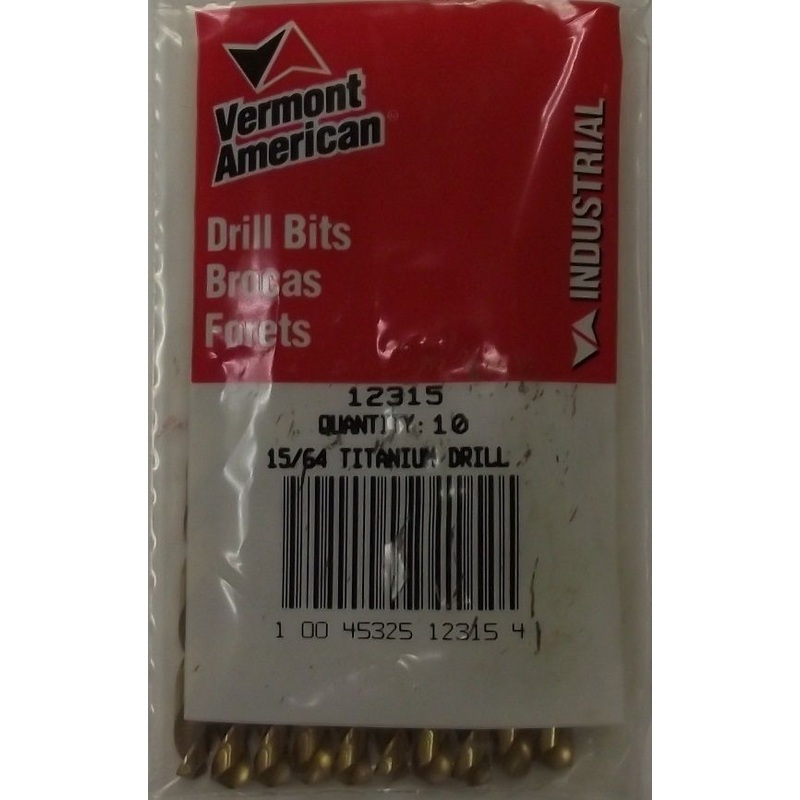 Vermont
American
Drill Bits
Brocas
Forets
INDUSTRIAL
12315
QUANTITY: 10
15/64 TITANIUM DRILL
1 00 45325 12315 4